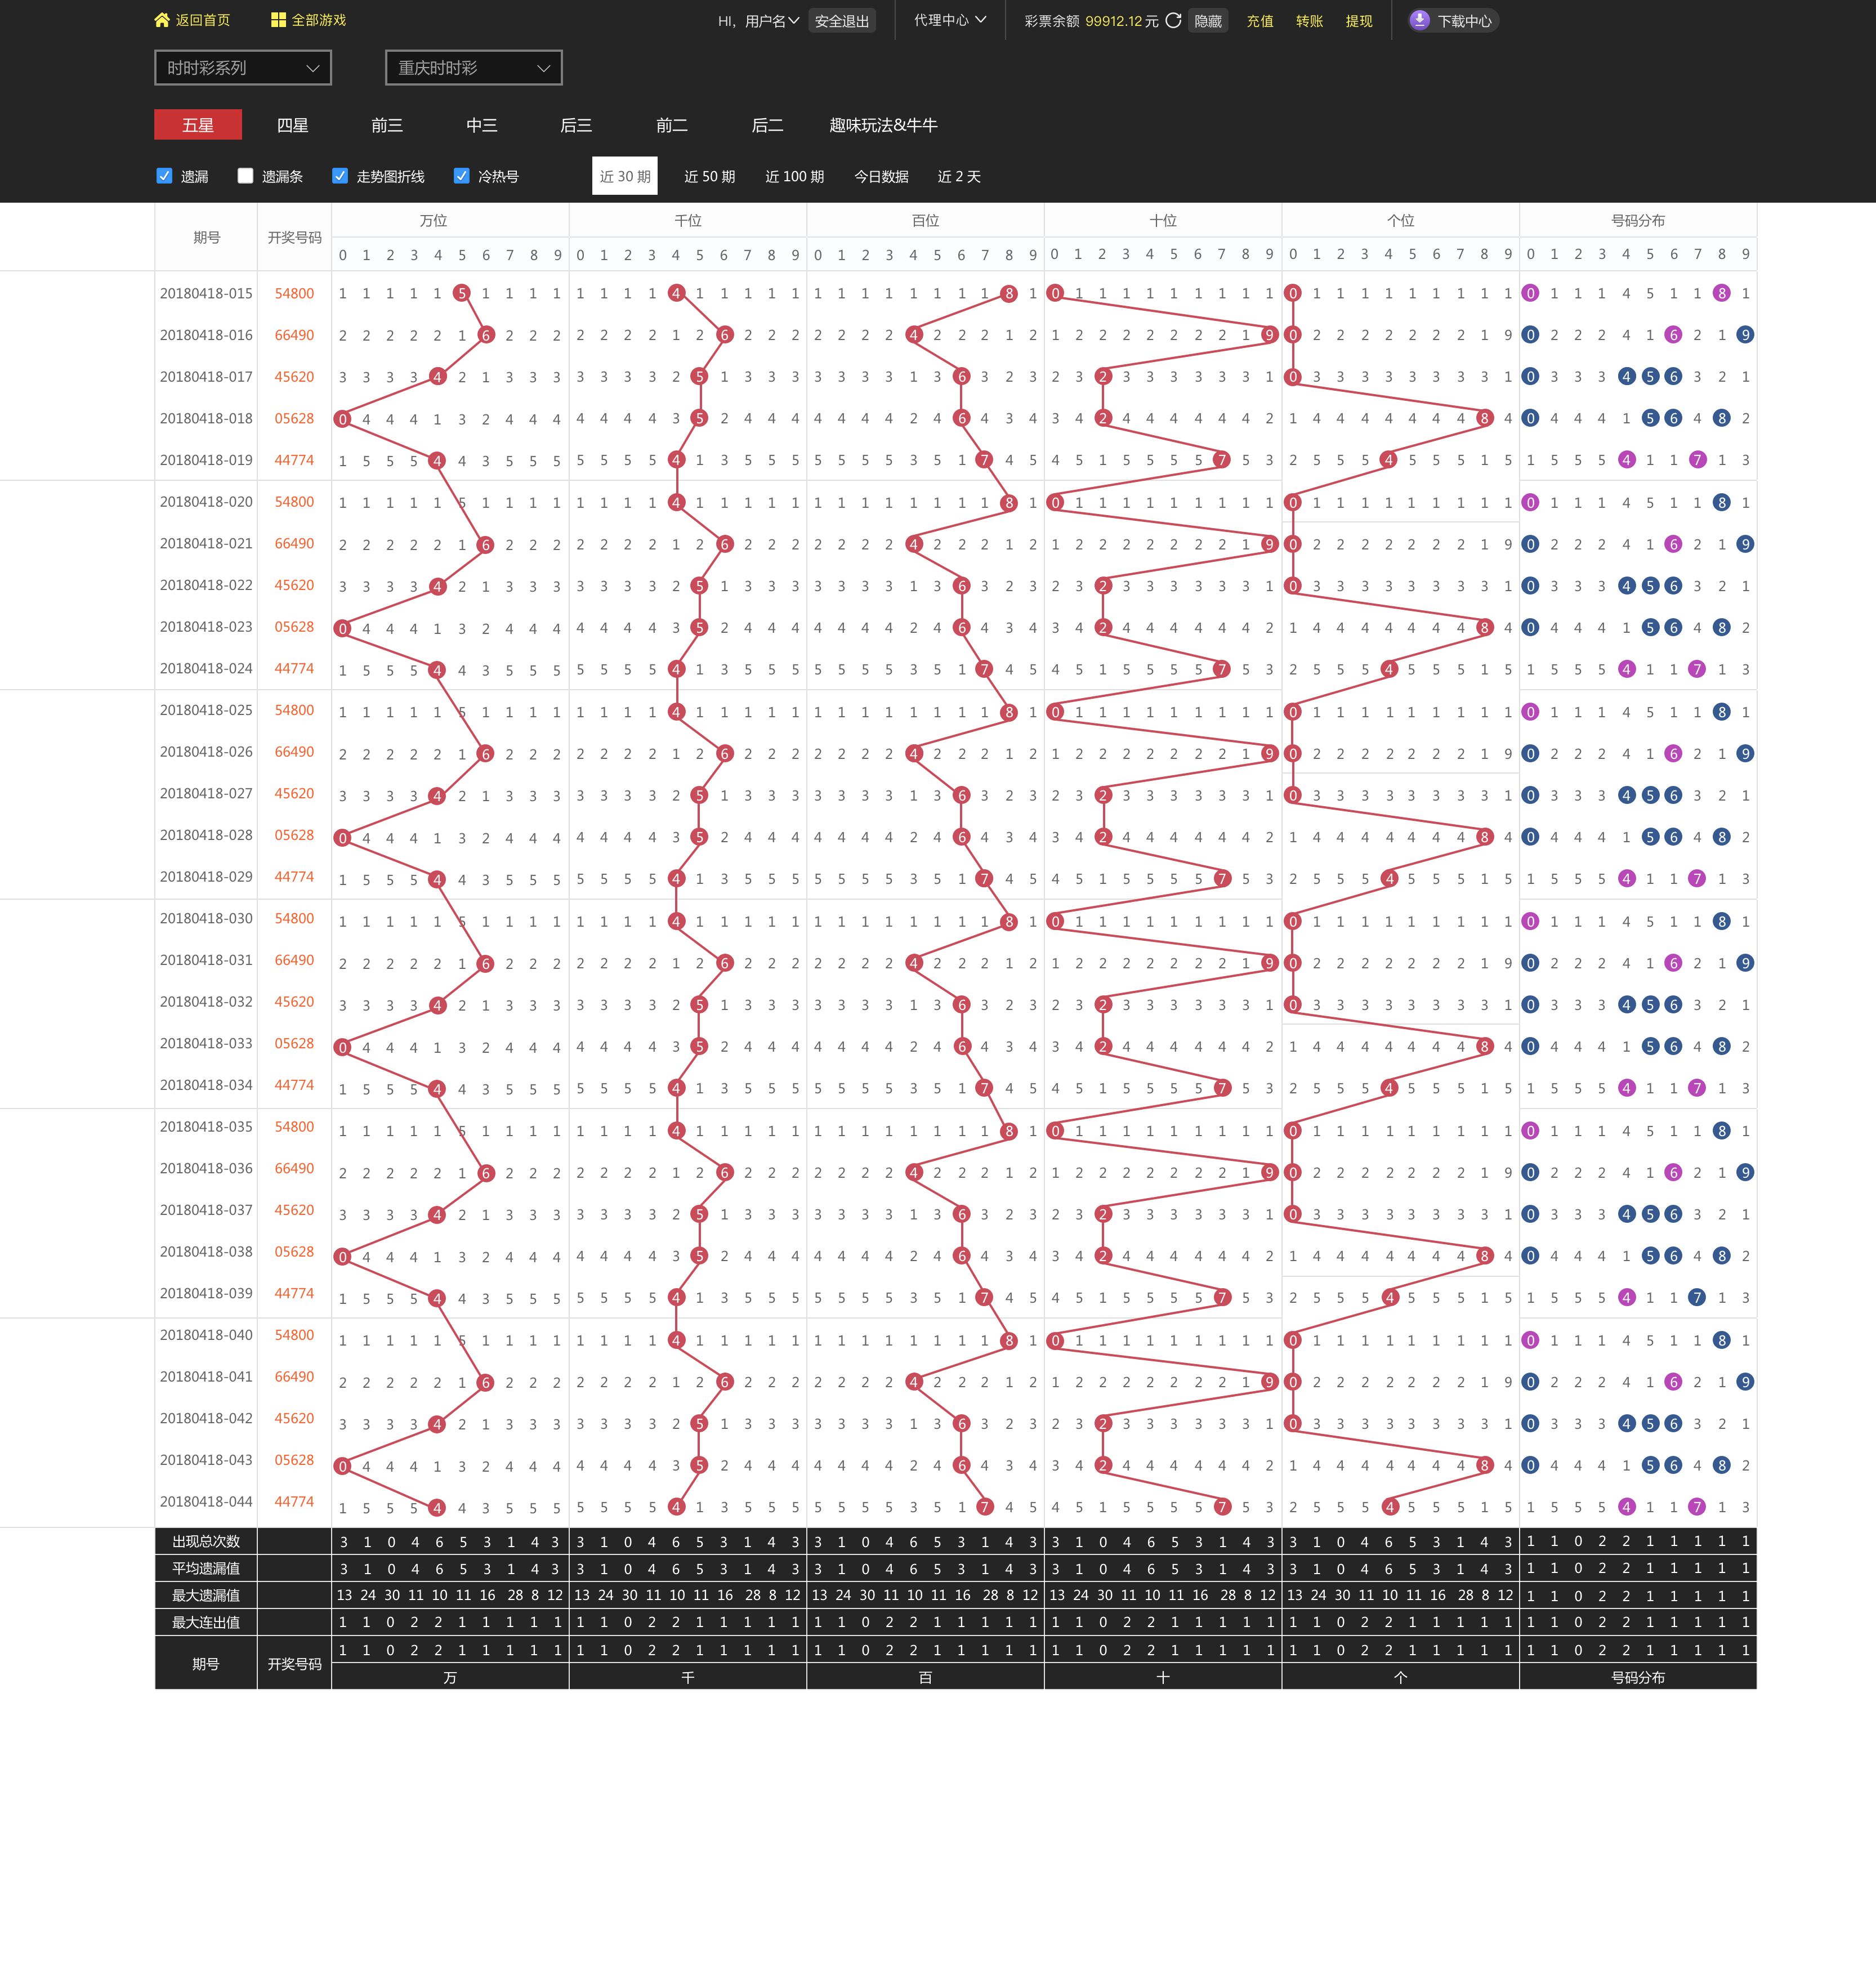 返回首页 全部游戏 HI，用户名 安全退出 代理中心 彩票余额 99912.12 元 隐藏 充值 转账 提现 下载中心
时时彩系列 重庆时时彩
五星 四星 前三 中三 后三 前二 后二 趣味玩法&牛牛
遗漏 遗漏条 走势图折线 冷热号 近 30 期 近 50 期 近 100 期 今日数据 近 2 天
期号 开奖号码 万位 千位 百位 十位 个位 号码分布
0 1 2 3 4 5 6 7 8 9 0 1 2 3 4 5 6 7 8 9 0 1 2 3 4 5 6 7 8 9 0 1 2 3 4 5 6 7 8 9 0 1 2 3 4 5 6 7 8 9 0 1 2 3 4 5 6 7 8 9
20180418-015 54800 1 1 1 1 1 5 1 1 1 1 1 1 1 1 4 1 1 1 1 1 1 1 1 1 1 1 1 1 8 1 0 1 1 1 1 1 1 1 1 1 0 1 1 1 1 1 1 1 1 1 0 1 1 1 4 5 1 1 8 1
20180418-016 66490 2 2 2 2 2 1 6 2 2 2 2 2 2 2 1 2 6 2 2 2 2 2 2 2 4 2 2 2 1 2 1 2 2 2 2 2 2 2 1 9 0 2 2 2 2 2 2 2 1 9 0 2 2 2 4 1 6 2 1 9
20180418-017 45620 3 3 3 3 4 2 1 3 3 3 3 3 3 3 2 5 1 3 3 3 3 3 3 3 1 3 6 3 2 3 2 3 2 3 3 3 3 3 3 1 0 3 3 3 3 3 3 3 3 1 0 3 3 3 4 5 6 3 2 1
20180418-018 05628 0 4 4 4 1 3 2 4 4 4 4 4 4 4 3 5 2 4 4 4 4 4 4 4 2 4 6 4 3 4 3 4 2 4 4 4 4 4 4 2 1 4 4 4 4 4 4 4 8 4 0 4 4 4 1 5 6 4 8 2
20180418-019 44774 1 5 5 5 4 4 3 5 5 5 5 5 5 5 4 1 3 5 5 5 5 5 5 5 3 5 1 7 4 5 4 5 1 5 5 5 5 7 5 3 2 5 5 5 4 5 5 5 1 5 1 5 5 5 4 1 1 7 1 3
20180418-020 54800 1 1 1 1 1 5 1 1 1 1 1 1 1 1 4 1 1 1 1 1 1 1 1 1 1 1 1 1 8 1 0 1 1 1 1 1 1 1 1 1 0 1 1 1 1 1 1 1 1 1 0 1 1 1 4 5 1 1 8 1
20180418-021 66490 2 2 2 2 2 1 6 2 2 2 2 2 2 2 1 2 6 2 2 2 2 2 2 2 4 2 2 2 1 2 1 2 2 2 2 2 2 2 1 9 0 2 2 2 2 2 2 2 1 9 0 2 2 2 4 1 6 2 1 9
20180418-022 45620 3 3 3 3 4 2 1 3 3 3 3 3 3 3 2 5 1 3 3 3 3 3 3 3 1 3 6 3 2 3 2 3 2 3 3 3 3 3 3 1 0 3 3 3 3 3 3 3 3 1 0 3 3 3 4 5 6 3 2 1
20180418-023 05628 0 4 4 4 1 3 2 4 4 4 4 4 4 4 3 5 2 4 4 4 4 4 4 4 2 4 6 4 3 4 3 4 2 4 4 4 4 4 4 2 1 4 4 4 4 4 4 4 8 4 0 4 4 4 1 5 6 4 8 2
20180418-024 44774 1 5 5 5 4 4 3 5 5 5 5 5 5 5 4 1 3 5 5 5 5 5 5 5 3 5 1 7 4 5 4 5 1 5 5 5 5 7 5 3 2 5 5 5 4 5 5 5 1 5 1 5 5 5 4 1 1 7 1 3
20180418-025 54800 1 1 1 1 1 5 1 1 1 1 1 1 1 1 4 1 1 1 1 1 1 1 1 1 1 1 1 1 8 1 0 1 1 1 1 1 1 1 1 1 0 1 1 1 1 1 1 1 1 1 0 1 1 1 4 5 1 1 8 1
20180418-026 66490 2 2 2 2 2 1 6 2 2 2 2 2 2 2 1 2 6 2 2 2 2 2 2 2 4 2 2 2 1 2 1 2 2 2 2 2 2 2 1 9 0 2 2 2 2 2 2 2 1 9 0 2 2 2 4 1 6 2 1 9
20180418-027 45620 3 3 3 3 4 2 1 3 3 3 3 3 3 3 2 5 1 3 3 3 3 3 3 3 1 3 6 3 2 3 2 3 2 3 3 3 3 3 3 1 0 3 3 3 3 3 3 3 3 1 0 3 3 3 4 5 6 3 2 1
20180418-028 05628 0 4 4 4 1 3 2 4 4 4 4 4 4 4 3 5 2 4 4 4 4 4 4 4 2 4 6 4 3 4 3 4 2 4 4 4 4 4 4 2 1 4 4 4 4 4 4 4 8 4 0 4 4 4 1 5 6 4 8 2
20180418-029 44774 1 5 5 5 4 4 3 5 5 5 5 5 5 5 4 1 3 5 5 5 5 5 5 5 3 5 1 7 4 5 4 5 1 5 5 5 5 7 5 3 2 5 5 5 4 5 5 5 1 5 1 5 5 5 4 1 1 7 1 3
20180418-030 54800 1 1 1 1 1 5 1 1 1 1 1 1 1 1 4 1 1 1 1 1 1 1 1 1 1 1 1 1 8 1 0 1 1 1 1 1 1 1 1 1 0 1 1 1 1 1 1 1 1 1 0 1 1 1 4 5 1 1 8 1
20180418-031 66490 2 2 2 2 2 1 6 2 2 2 2 2 2 2 1 2 6 2 2 2 2 2 2 2 4 2 2 2 1 2 1 2 2 2 2 2 2 2 1 9 0 2 2 2 2 2 2 2 1 9 0 2 2 2 4 1 6 2 1 9
20180418-032 45620 3 3 3 3 4 2 1 3 3 3 3 3 3 3 2 5 1 3 3 3 3 3 3 3 1 3 6 3 2 3 2 3 2 3 3 3 3 3 3 1 0 3 3 3 3 3 3 3 3 1 0 3 3 3 4 5 6 3 2 1
20180418-033 05628 0 4 4 4 1 3 2 4 4 4 4 4 4 4 3 5 2 4 4 4 4 4 4 4 2 4 6 4 3 4 3 4 2 4 4 4 4 4 4 2 1 4 4 4 4 4 4 4 8 4 0 4 4 4 1 5 6 4 8 2
20180418-034 44774 1 5 5 5 4 4 3 5 5 5 5 5 5 5 4 1 3 5 5 5 5 5 5 5 3 5 1 7 4 5 4 5 1 5 5 5 5 7 5 3 2 5 5 5 4 5 5 5 1 5 1 5 5 5 4 1 1 7 1 3
20180418-035 54800 1 1 1 1 1 5 1 1 1 1 1 1 1 1 4 1 1 1 1 1 1 1 1 1 1 1 1 1 8 1 0 1 1 1 1 1 1 1 1 1 0 1 1 1 1 1 1 1 1 1 0 1 1 1 4 5 1 1 8 1
20180418-036 66490 2 2 2 2 2 1 6 2 2 2 2 2 2 2 1 2 6 2 2 2 2 2 2 2 4 2 2 2 1 2 1 2 2 2 2 2 2 2 1 9 0 2 2 2 2 2 2 2 1 9 0 2 2 2 4 1 6 2 1 9
20180418-037 45620 3 3 3 3 4 2 1 3 3 3 3 3 3 3 2 5 1 3 3 3 3 3 3 3 1 3 6 3 2 3 2 3 2 3 3 3 3 3 3 1 0 3 3 3 3 3 3 3 3 1 0 3 3 3 4 5 6 3 2 1
20180418-038 05628 0 4 4 4 1 3 2 4 4 4 4 4 4 4 3 5 2 4 4 4 4 4 4 4 2 4 6 4 3 4 3 4 2 4 4 4 4 4 4 2 1 4 4 4 4 4 4 4 8 4 0 4 4 4 1 5 6 4 8 2
20180418-039 44774 1 5 5 5 4 4 3 5 5 5 5 5 5 5 4 1 3 5 5 5 5 5 5 5 3 5 1 7 4 5 4 5 1 5 5 5 5 7 5 3 2 5 5 5 4 5 5 5 1 5 1 5 5 5 4 1 1 7 1 3
20180418-040 54800 1 1 1 1 1 5 1 1 1 1 1 1 1 1 4 1 1 1 1 1 1 1 1 1 1 1 1 1 8 1 0 1 1 1 1 1 1 1 1 1 0 1 1 1 1 1 1 1 1 1 0 1 1 1 4 5 1 1 8 1
20180418-041 66490 2 2 2 2 2 1 6 2 2 2 2 2 2 2 1 2 6 2 2 2 2 2 2 2 4 2 2 2 1 2 1 2 2 2 2 2 2 2 1 9 0 2 2 2 2 2 2 2 1 9 0 2 2 2 4 1 6 2 1 9
20180418-042 45620 3 3 3 3 4 2 1 3 3 3 3 3 3 3 2 5 1 3 3 3 3 3 3 3 1 3 6 3 2 3 2 3 2 3 3 3 3 3 3 1 0 3 3 3 3 3 3 3 3 1 0 3 3 3 4 5 6 3 2 1
20180418-043 05628 0 4 4 4 1 3 2 4 4 4 4 4 4 4 3 5 2 4 4 4 4 4 4 4 2 4 6 4 3 4 3 4 2 4 4 4 4 4 4 2 1 4 4 4 4 4 4 4 8 4 0 4 4 4 1 5 6 4 8 2
20180418-044 44774 1 5 5 5 4 4 3 5 5 5 5 5 5 5 4 1 3 5 5 5 5 5 5 5 3 5 1 7 4 5 4 5 1 5 5 5 5 7 5 3 2 5 5 5 4 5 5 5 1 5 1 5 5 5 4 1 1 7 1 3
出现总次数 3 1 0 4 6 5 3 1 4 3 3 1 0 4 6 5 3 1 4 3 3 1 0 4 6 5 3 1 4 3 3 1 0 4 6 5 3 1 4 3 3 1 0 4 6 5 3 1 4 3 1 1 0 2 2 1 1 1 1 1
平均遗漏值 3 1 0 4 6 5 3 1 4 3 3 1 0 4 6 5 3 1 4 3 3 1 0 4 6 5 3 1 4 3 3 1 0 4 6 5 3 1 4 3 3 1 0 4 6 5 3 1 4 3 1 1 0 2 2 1 1 1 1 1
最大遗漏值 13 24 30 11 10 11 16 28 8 12 13 24 30 11 10 11 16 28 8 12 13 24 30 11 10 11 16 28 8 12 13 24 30 11 10 11 16 28 8 12 13 24 30 11 10 11 16 28 8 12 1 1 0 2 2 1 1 1 1 1
最大连出值 1 1 0 2 2 1 1 1 1 1 1 1 0 2 2 1 1 1 1 1 1 1 0 2 2 1 1 1 1 1 1 1 0 2 2 1 1 1 1 1 1 1 0 2 2 1 1 1 1 1 1 1 0 2 2 1 1 1 1 1
期号 开奖号码 1 1 0 2 2 1 1 1 1 1 1 1 0 2 2 1 1 1 1 1 1 1 0 2 2 1 1 1 1 1 1 1 0 2 2 1 1 1 1 1 1 1 0 2 2 1 1 1 1 1 1 1 0 2 2 1 1 1 1 1
万 千 百 十 个 号码分布